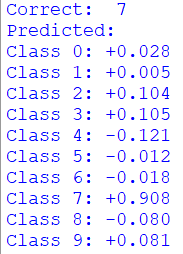 Correct:  7
Predicted:
Class 0: +0.028
Class 1: +0.005
Class 2: +0.104
Class 3: +0.105
Class 4: -0.121
Class 5: -0.012
Class 6: -0.018
Class 7: +0.908
Class 8: -0.080
Class 9: +0.081